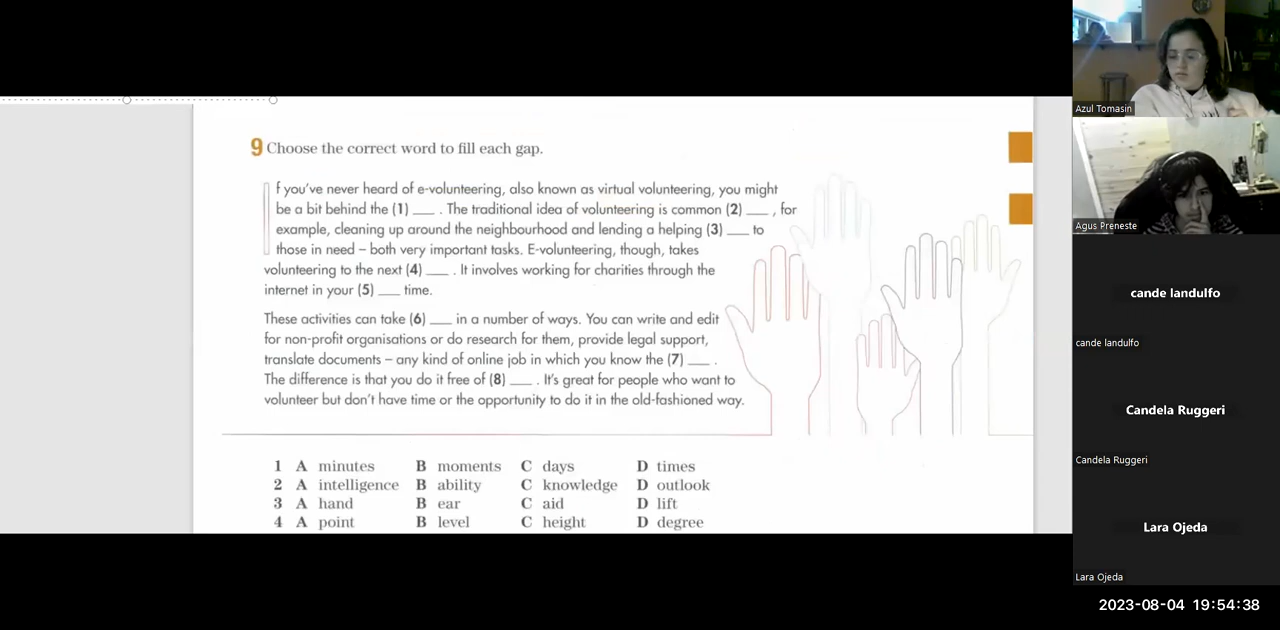 9 Choose the correct word to fill each gap.
If you've never heard of e-volunteering, also known as virtual volunteering, you might
be a bit behind the (1) ___ . The traditional idea of volunteering is common (2) ___ , for
example, cleaning up around the neighbourhood and lending a helping (3) ___ to
those in need – both very important tasks. E-volunteering, though, takes
volunteering to the next (4) ___ . It involves working for charities through the
internet in your (5) ___ time.
These activities can take (6) ___ in a number of ways. You can write and edit
for non-profit organisations or do research for them, provide legal support,
translate documents – any kind of online job in which you know the (7) ___ .
The difference is that you do it free of (8) ___ . It's great for people who want to
volunteer but don't have time or the opportunity to do it in the old-fashioned way.
1 A minutes B moments C days D times
2 A intelligence B ability C knowledge D outlook
3 A hand B ear C aid D lift
4 A point B level C height D degree
Azul Tomasin
Agus Preneste
cande landulfo
cande landulfo
Candela Ruggeri
Candela Ruggeri
Lara Ojeda
Lara Ojeda
2023-08-04 19:54:38